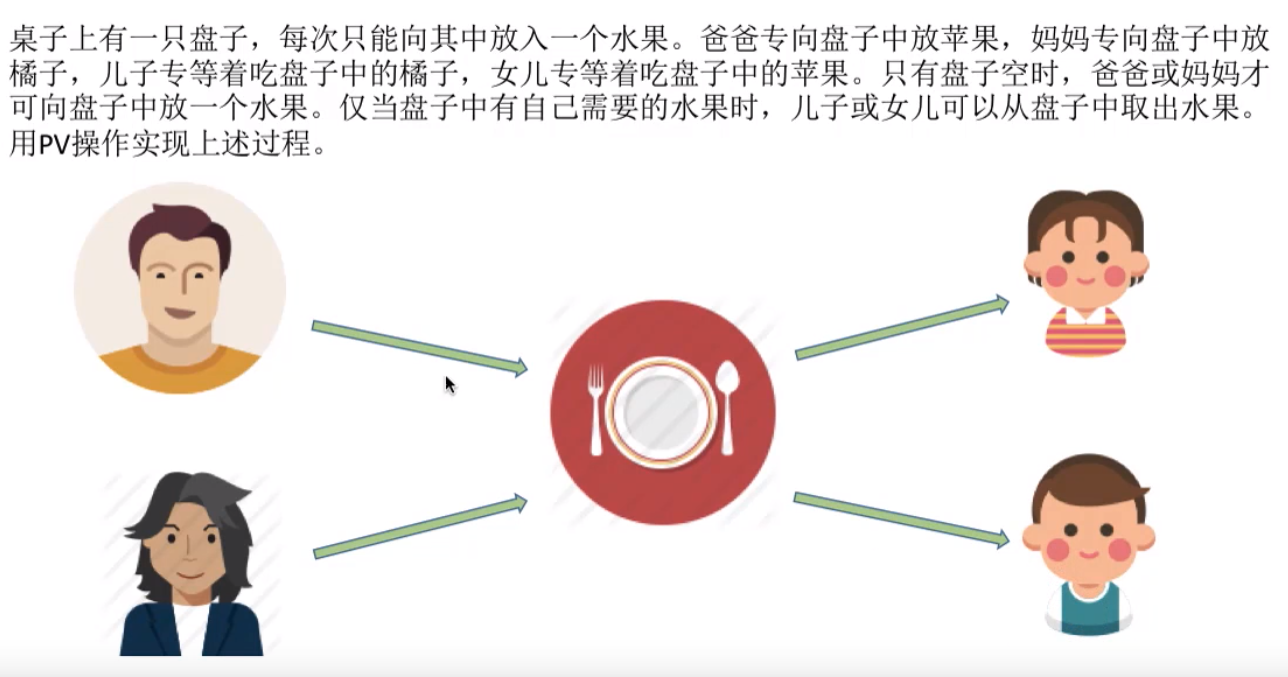 桌子上有一只盘子，每次只能向其中放入一个水果。爸爸专向盘子中放苹果，妈妈专向盘子中放
橘子，儿子专等着吃盘子中的橘子，女儿专等着吃盘子中的苹果。只有盘子空时，爸爸或妈妈才
可向盘子中放一个水果。仅当盘子中有自己需要的水果时，儿子或女儿可以从盘子中取出水果。
用PV操作实现上述过程。